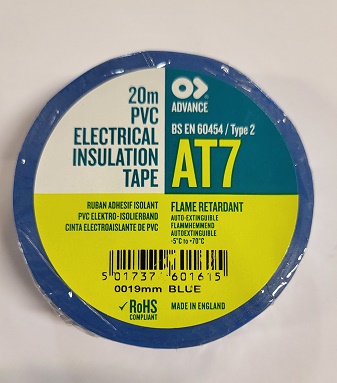 20m
PVC
ELECTRICAL
INSULATION
TAPE
ADVANCE
BS EN 60454 / Type 2
AT7
RUBAN ADHESIF ISOLANT
PVC ELEKTRO-ISOLIERBAND
CINTA ELECTROAISLANTE DE PVC
FLAME RETARDANT
AUTO-EXTINGUIBLE
FLAMMHEMMEND
AUTOEXTINGUIBLE
-5°C to +70°C
5 01737 601615
0019mm BLUE
RoHS
COMPLIANT
MADE IN ENGLAND